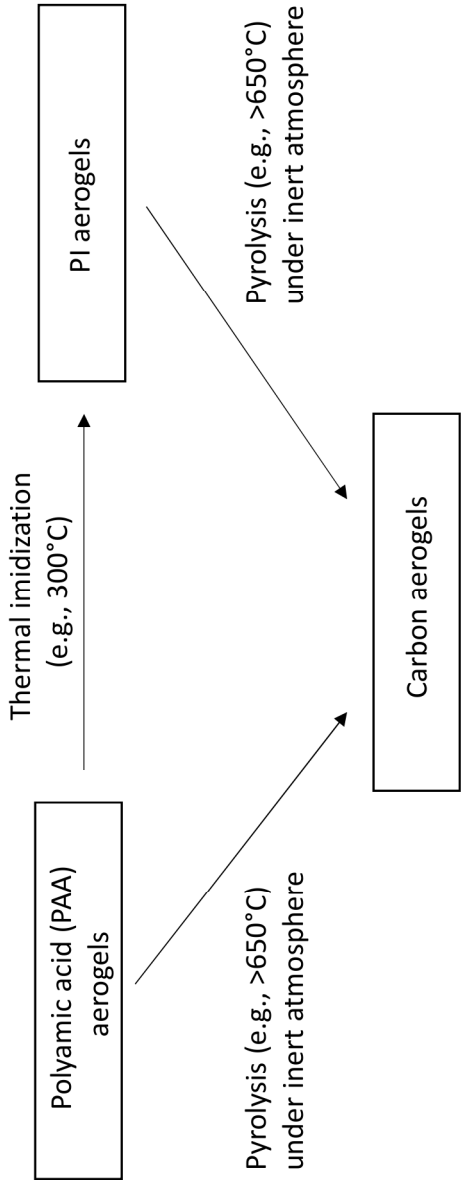 Polyamic acid (PAA)
aerogels
Thermal imidization
(e.g., 300°C)
PI aerogels
Pyrolysis (e.g., >650°C)
under inert atmosphere
Pyrolysis (e.g., >650°C)
under inert atmosphere
Carbon aerogels